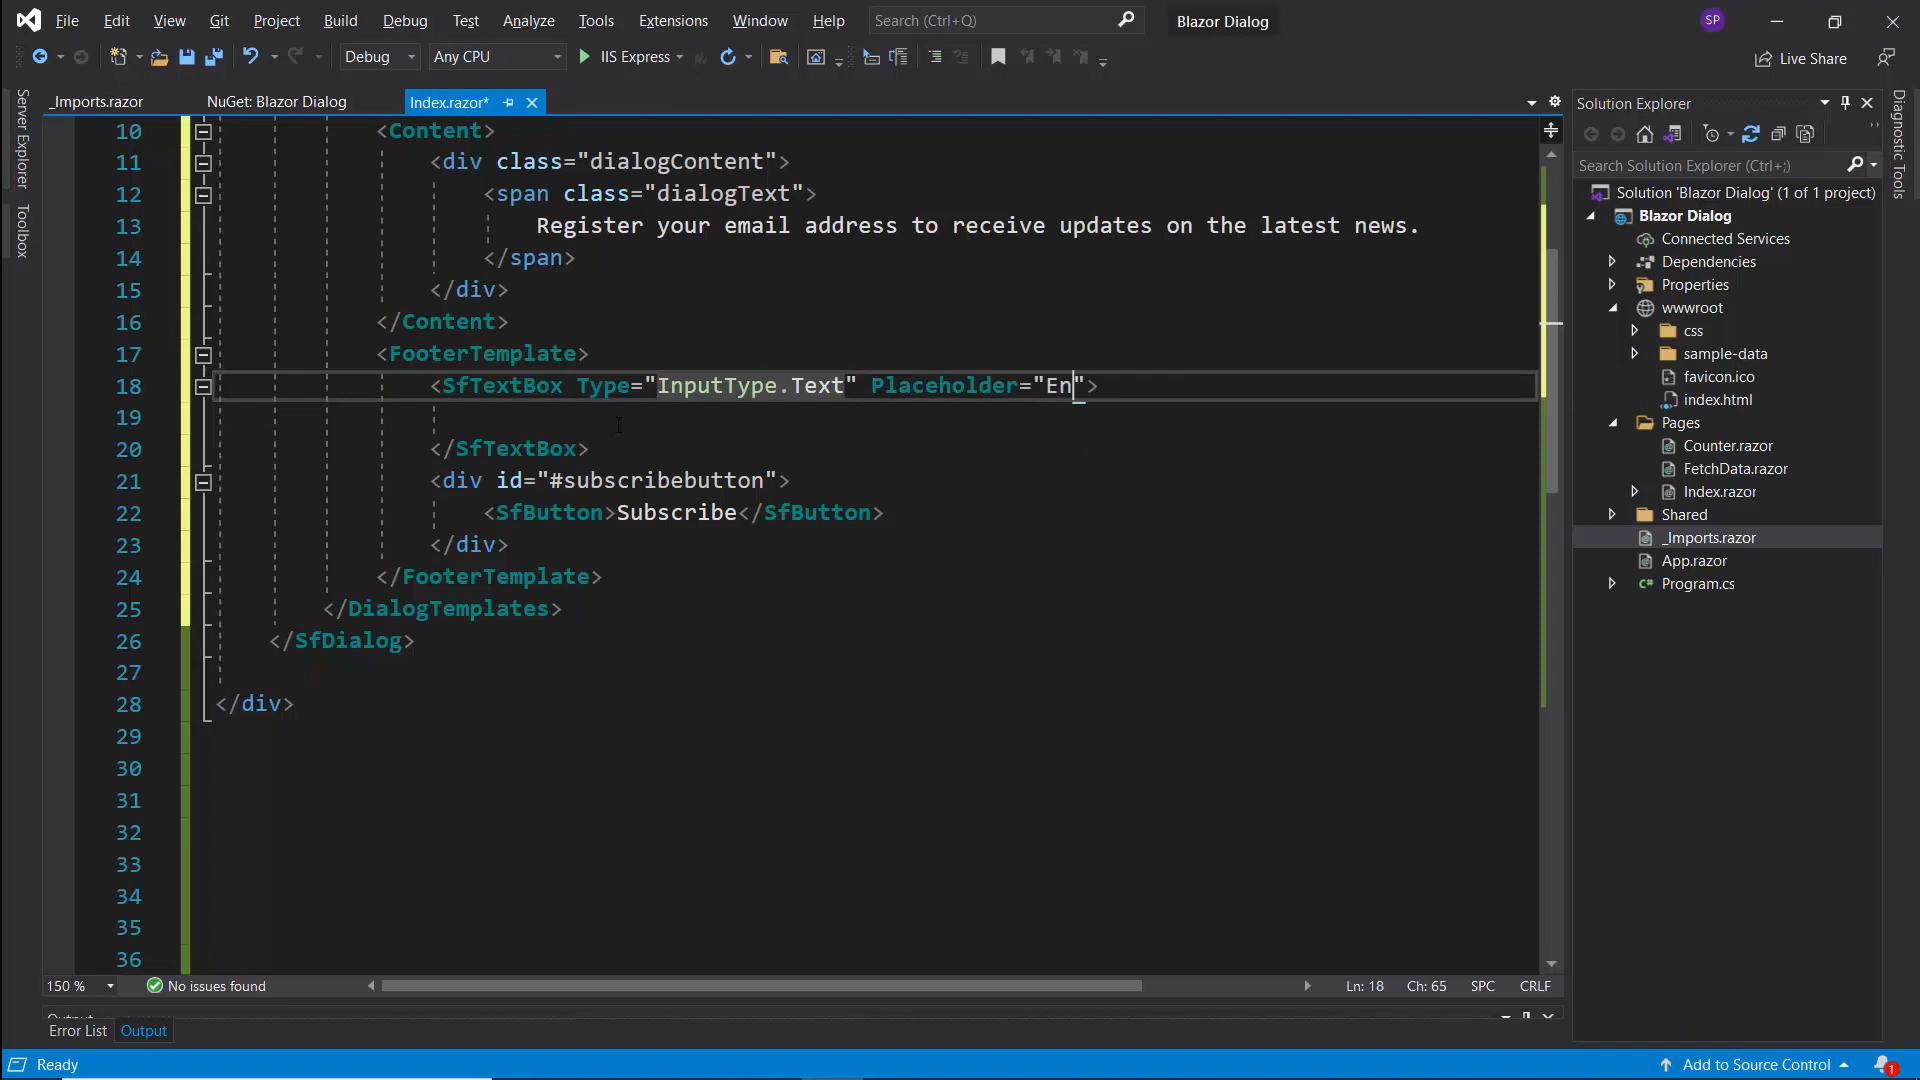 File Edit View Git Project Build Debug Test Analyze Tools Extensions Window Help Search (Ctrl+Q) Blazor Dialog SP
Debug Any CPU IIS Express Live Share
_Imports.razor NuGet: Blazor Dialog Index.razor*
Server Explorer
Toolbox
10 <Content>
11 <div class="dialogContent">
12 <span class="dialogText">
13 Register your email address to receive updates on the latest news.
14 </span>
15 </div>
16 </Content>
17 <FooterTemplate>
18 <SfTextBox Type="InputType.Text" Placeholder="En">
19
20 </SfTextBox>
21 <div id="#subscribebutton">
22 <SfButton>Subscribe</SfButton>
23 </div>
24 </FooterTemplate>
25 </DialogTemplates>
26 </SfDialog>
27
28 </div>
29
30
31
32
33
34
35
36
150 % No issues found Ln: 18 Ch: 65 SPC CRLF
Output
Error List Output
Ready Add to Source Control 1
Solution Explorer
Search Solution Explorer (Ctrl+;)
Solution 'Blazor Dialog' (1 of 1 project)
Blazor Dialog
Connected Services
Dependencies
Properties
wwwroot
css
sample-data
favicon.ico
index.html
Pages
Counter.razor
FetchData.razor
Index.razor
Shared
_Imports.razor
App.razor
C# Program.cs
Diagnostic Tools